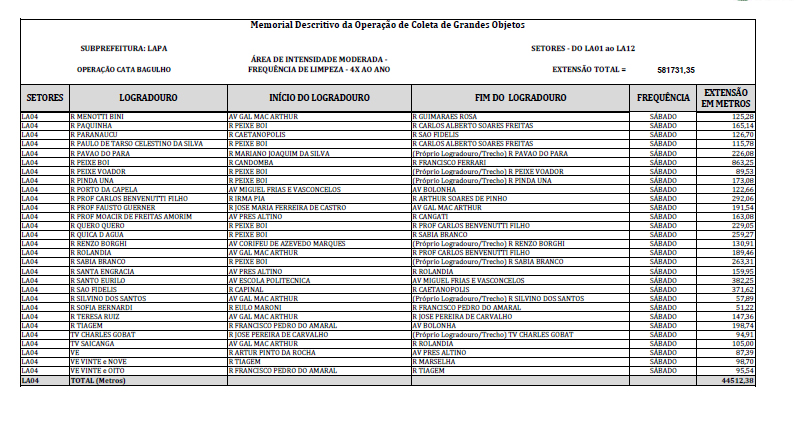 Memorial Descritivo da Operação de Coleta de Grandes Objetos
SUBPREFEITURA: LAPA
SETORES - DO LA01 ao LA12
ÁREA DE INTENSIDADE MODERADA -
FREQUÊNCIA DE LIMPEZA - 4X AO ANO
OPERAÇÃO CATA BAGULHO
EXTENSÃO TOTAL = 581731,35
SETORES LOGRADOURO INÍCIO DO LOGRADOURO FIM DO LOGRADOURO FREQUÊNCIA EXTENSÃO EM METROS
LA04 R MENOTTI BINI AV GAL MAC ARTHUR R GUIMARAES ROSA SÁBADO 125,28
LA04 R PAQUINHA R PEIXE BOI R CARLOS ALBERTO SOARES FREITAS SÁBADO 165,14
LA04 R PARANAUCU R CAETANOPOLIS R SAO FIDELIS SÁBADO 126,70
LA04 R PAULO DE TARSO CELESTINO DA SILVA R PEIXE BOI R CARLOS ALBERTO SOARES FREITAS SÁBADO 115,78
LA04 R PAVAO DO PARA R MARIANO JOAQUIM DA SILVA (Próprio Logradouro/Trecho) R PAVAO DO PARA SÁBADO 226,08
LA04 R PEIXE BOI R CANDOMBA R FRANCISCO FERRARI SÁBADO 863,25
LA04 R PEIXE VOADOR R PEIXE BOI (Próprio Logradouro/Trecho) R PEIXE VOADOR SÁBADO 89,53
LA04 R PINDA UNA R PEIXE BOI (Próprio Logradouro/Trecho) R PINDA UNA SÁBADO 173,08
LA04 R PORTO DA CAPELA AV MIGUEL FRIAS E VASCONCELOS AV BOLONHA SÁBADO 122,66
LA04 R PROF CARLOS BENVENUTTI FILHO R IRMA PIA R ARTHUR SOARES DE PINHO SÁBADO 292,06
LA04 R PROF FAUSTO GUERNER R JOSE MARIA FERREIRA DE CASTRO AV GAL MAC ARTHUR SÁBADO 191,54
LA04 R PROF MOACIR DE FREITAS AMORIM AV PRES ALTINO R CANGATI SÁBADO 163,08
LA04 R QUERO QUERO R PEIXE BOI R PROF CARLOS BENVENUTTI FILHO SÁBADO 229,05
LA04 R QUICA D AGUA R PEIXE BOI R SABIA BRANCO SÁBADO 259,27
LA04 R RENZO BORGHI AV CORIFEU DE AZEVEDO MARQUES (Próprio Logradouro/Trecho) R RENZO BORGHI SÁBADO 130,91
LA04 R ROLANDIA AV GAL MAC ARTHUR R PROF CARLOS BENVENUTTI FILHO SÁBADO 189,46
LA04 R SABIA BRANCO R PEIXE BOI (Próprio Logradouro/Trecho) R SABIA BRANCO SÁBADO 263,31
LA04 R SANTA ENGRACIA AV PRES ALTINO R ROLANDIA SÁBADO 159,95
LA04 R SANTO EURILO AV ESCOLA POLITECNICA AV MIGUEL FRIAS E VASCONCELOS SÁBADO 382,25
LA04 R SAO FIDELIS R CAPINAL R CAETANOPOLIS SÁBADO 371,62
LA04 R SILVINO DOS SANTOS AV GAL MAC ARTHUR (Próprio Logradouro/Trecho) R SILVINO DOS SANTOS SÁBADO 57,89
LA04 R SOFIA BERNARDI R EULO MARONI R FRANCISCO PEDRO DO AMARAL SÁBADO 51,22
LA04 R TERESA RUIZ AV GAL MAC ARTHUR R JOSE PEREIRA DE CARVALHO SÁBADO 147,36
LA04 R TIAGEM R FRANCISCO PEDRO DO AMARAL AV BOLONHA SÁBADO 198,74
LA04 TV CHARLES GOBAT R JOSE PEREIRA DE CARVALHO (Próprio Logradouro/Trecho) TV CHARLES GOBAT SÁBADO 94,91
LA04 TV SAICANGA AV GAL MAC ARTHUR R ROLANDIA SÁBADO 105,00
LA04 VE R ARTUR PINTO DA ROCHA AV PRES ALTINO SÁBADO 87,39
LA04 VE VINTE e NOVE R TIAGEM R MARSELHA SÁBADO 98,70
LA04 VE VINTE e OITO R FRANCISCO PEDRO DO AMARAL R TIAGEM SÁBADO 95,54
LA04 TOTAL (Metros) 44512,38